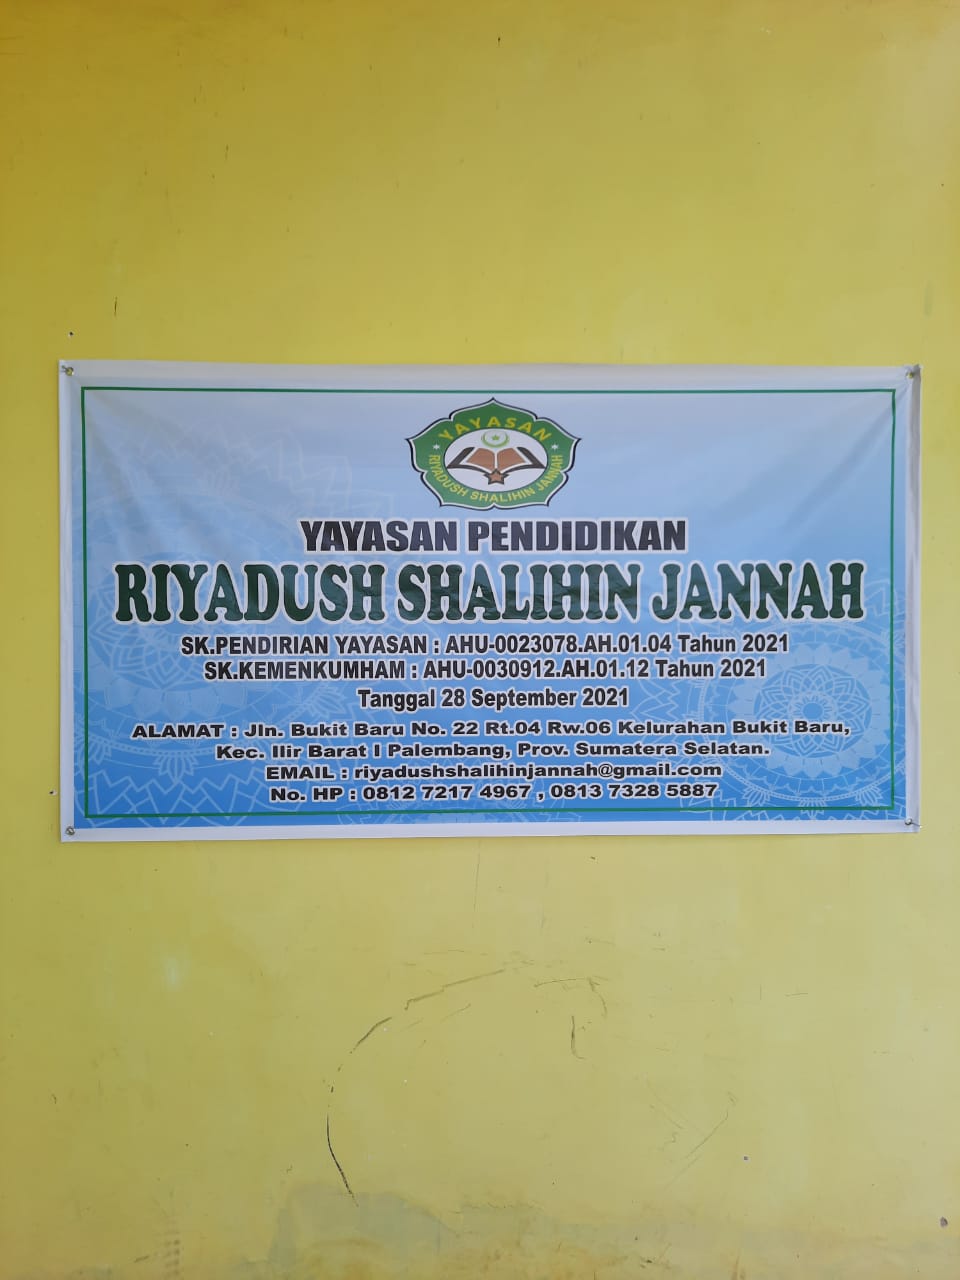 YAYASAN
RIYADUSH SHALIHIN JANNAH
YAYASAN PENDIDIKAN
RIYADUSH SHALIHIN JANNAH
SK.PENDIRIAN YAYASAN : AHU-0023078.AH.01.04 Tahun 2021
SK.KEMENKUMHAM : AHU-0030912.AH.01.12 Tahun 2021
Tanggal 28 September 2021
ALAMAT : Jln. Bukit Baru No. 22 Rt.04 Rw.06 Kelurahan Bukit Baru,
Kec. Ilir Barat I Palembang, Prov. Sumatera Selatan.
EMAIL : riyadushshalihinjannah@gmail.com
No. HP : 0812 7217 4967 , 0813 7328 5887